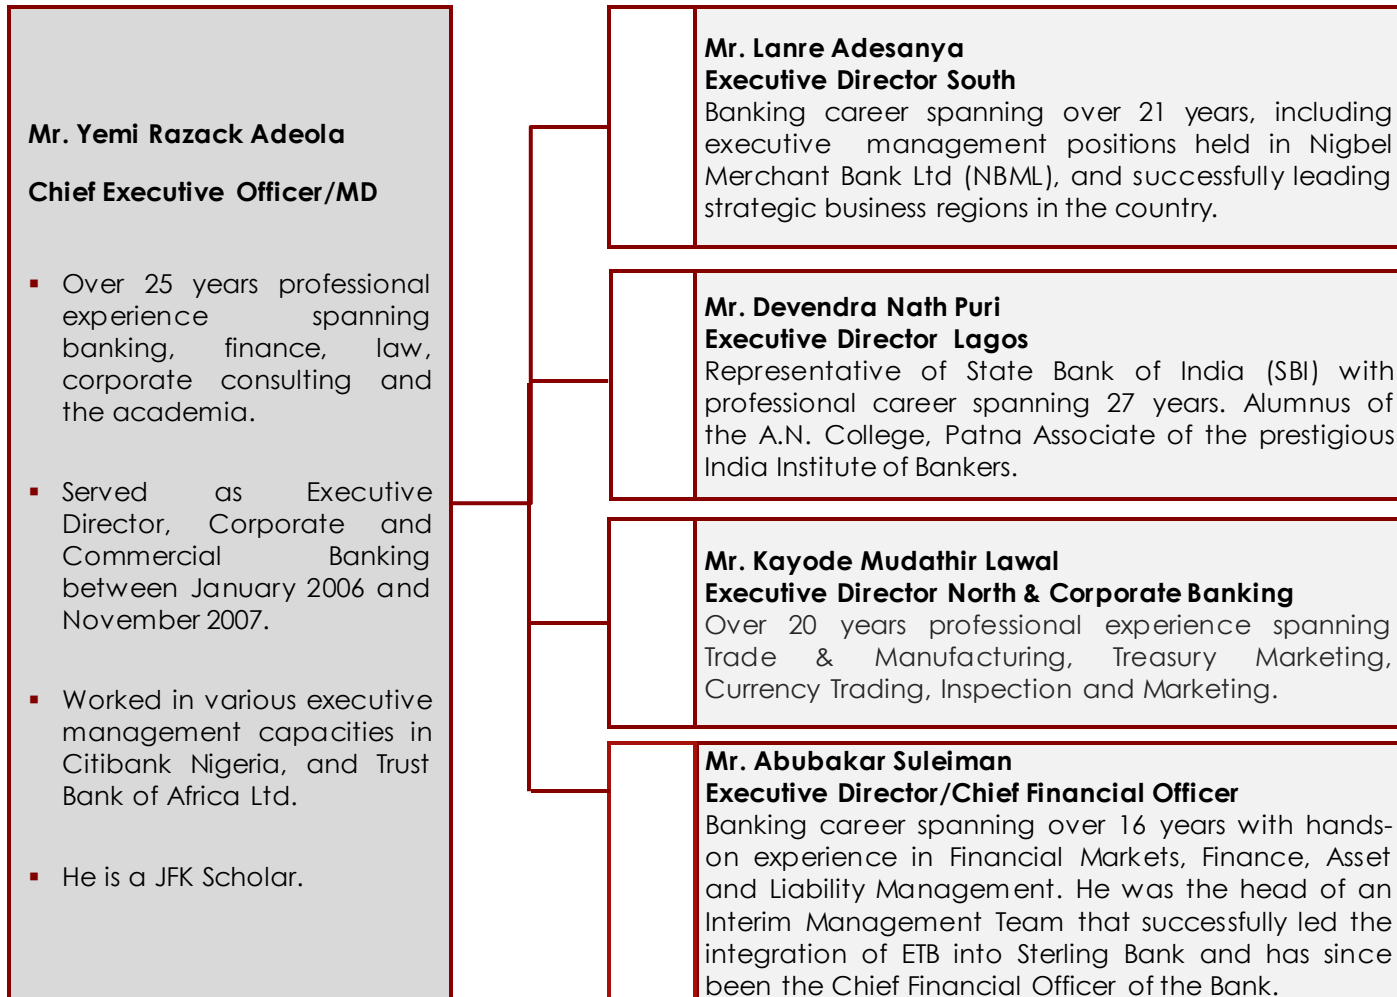 Mr. Yemi Razack Adeola
Chief Executive Officer/MD
▪ Over 25 years professional
experience spanning
banking, finance, law,
corporate consulting and
the academia.
▪ Served as Executive
Director, Corporate and
Commercial Banking
between January 2006 and
November 2007.
▪ Worked in various executive
management capacities in
Citibank Nigeria, and Trust
Bank of Africa Ltd.
▪ He is a JFK Scholar.
Mr. Lanre Adesanya
Executive Director South
Banking career spanning over 21 years, including
executive management positions held in Nigbel
Merchant Bank Ltd (NBML), and successfully leading
strategic business regions in the country.
Mr. Devendra Nath Puri
Executive Director Lagos
Representative of State Bank of India (SBI) with
professional career spanning 27 years. Alumnus of
the A.N. College, Patna Associate of the prestigious
India Institute of Bankers.
Mr. Kayode Mudathir Lawal
Executive Director North & Corporate Banking
Over 20 years professional experience spanning
Trade & Manufacturing, Treasury Marketing,
Currency Trading, Inspection and Marketing.
Mr. Abubakar Suleiman
Executive Director/Chief Financial Officer
Banking career spanning over 16 years with hands-
on experience in Financial Markets, Finance, Asset
and Liability Management. He was the head of an
Interim Management Team that successfully led the
integration of ETB into Sterling Bank and has since
been the Chief Financial Officer of the Bank.